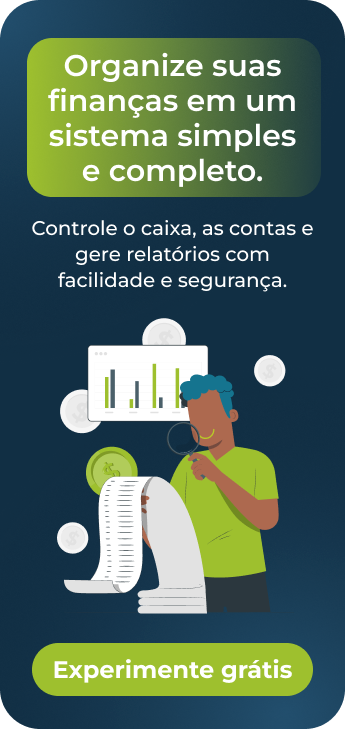 Organize suas
finanças em um
sistema simples
e completo.
Controle o caixa, as contas e
gere relatórios com
facilidade e segurança.
Experimente grátis